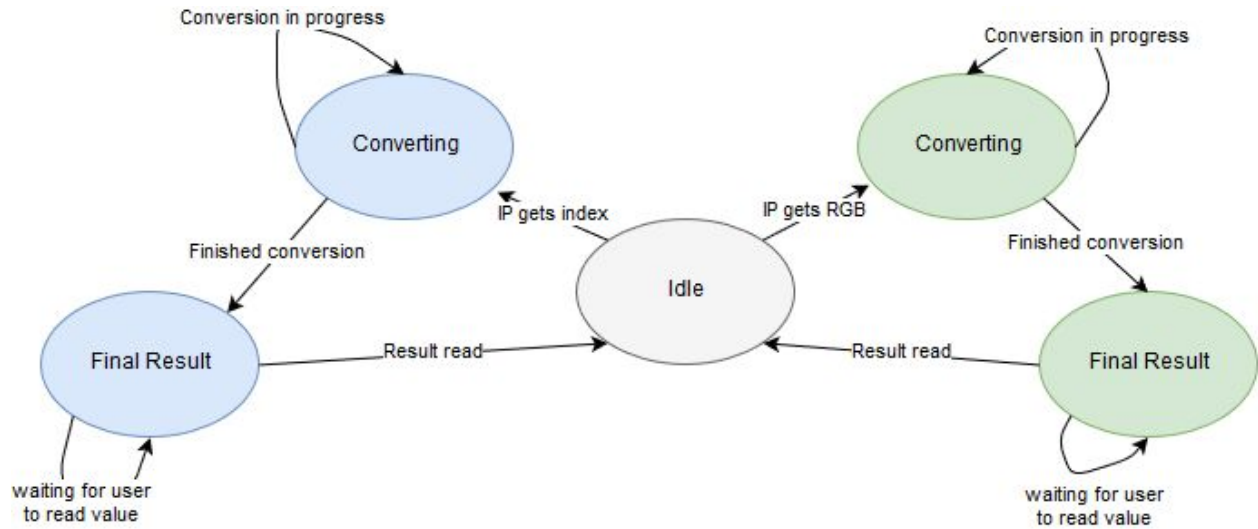 Conversion in progress
Conversion in progress
Converting
Converting
IP gets index
IP gets RGB
Finished conversion
Finished conversion
Idle
Final Result
Result read
Result read
Final Result
waiting for user
to read value
waiting for user
to read value